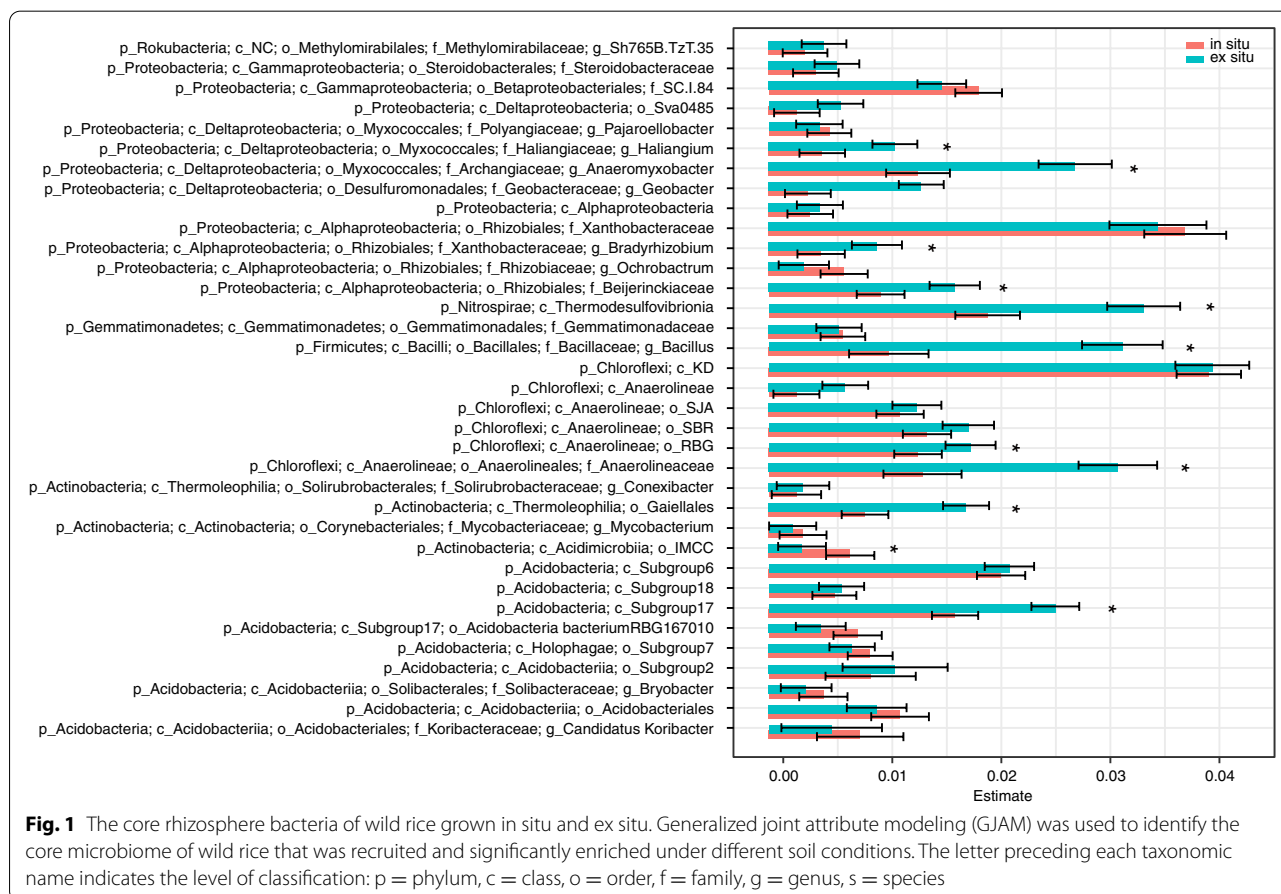 p_Rokubacteria; c_NC; o_Methylomirabilales; f_Methylomirabilaceae; g_Sh765B.TzT.35
p_Proteobacteria; c_Gammaproteobacteria; o_Steroidobacterales; f_Steroidobacteraceae
p_Proteobacteria; c_Gammaproteobacteria; o_Betaproteobacteriales; f_SC.I.84
p_Proteobacteria; c_Deltaproteobacteria; o_Sva0485
p_Proteobacteria; c_Deltaproteobacteria; o_Myxococcales; f_Polyangiaceae; g_Pajaroellobacter
p_Proteobacteria; c_Deltaproteobacteria; o_Myxococcales; f_Haliangiaceae; g_Haliangium
*
p_Proteobacteria; c_Deltaproteobacteria; o_Myxococcales; f_Archangiaceae; g_Anaeromyxobacter
*
p_Proteobacteria; c_Deltaproteobacteria; o_Desulfuromonadales; f_Geobacteraceae; g_Geobacter
p_Proteobacteria; c_Alphaproteobacteria
p_Proteobacteria; c_Alphaproteobacteria; o_Rhizobiales; f_Xanthobacteraceae
p_Proteobacteria; c_Alphaproteobacteria; o_Rhizobiales; f_Xanthobacteraceae; g_Bradyrhizobium
*
p_Proteobacteria; c_Alphaproteobacteria; o_Rhizobiales; f_Rhizobiaceae; g_Ochrobactrum
p_Proteobacteria; c_Alphaproteobacteria; o_Rhizobiales; f_Beijerinckiaceae
*
p_Nitrospirae; c_Thermodesulfovibrionia
*
p_Gemmatimonadetes; c_Gemmatimonadetes; o_Gemmatimonadales; f_Gemmatimonadaceae
p_Firmicutes; c_Bacilli; o_Bacillales; f_Bacillaceae; g_Bacillus
*
p_Chloroflexi; c_KD
p_Chloroflexi; c_Anaerolineae
p_Chloroflexi; c_Anaerolineae; o_SJA
p_Chloroflexi; c_Anaerolineae; o_SBR
p_Chloroflexi; c_Anaerolineae; o_RBG
*
p_Chloroflexi; c_Anaerolineae; o_Anaerolineales; f_Anaerolineaceae
*
p_Actinobacteria; c_Thermoleophilia; o_Solirubrobacterales; f_Solirubrobacteraceae; g_Conexibacter
p_Actinobacteria; c_Thermoleophilia; o_Gaiellales
*
p_Actinobacteria; c_Actinobacteria; o_Corynebacteriales; f_Mycobacteriaceae; g_Mycobacterium
p_Actinobacteria; c_Acidimicrobiia; o_IMCC
*
p_Acidobacteria; c_Subgroup6
p_Acidobacteria; c_Subgroup18
p_Acidobacteria; c_Subgroup17
*
p_Acidobacteria; c_Subgroup17; o_Acidobacteria bacteriumRBG167010
p_Acidobacteria; c_Holophagae; o_Subgroup7
p_Acidobacteria; c_Acidobacteriia; o_Subgroup2
p_Acidobacteria; c_Acidobacteriia; o_Solibacterales; f_Solibacteraceae; g_Bryobacter
p_Acidobacteria; c_Acidobacteriia; o_Acidobacteriales
p_Acidobacteria; c_Acidobacteriia; o_Acidobacteriales; f_Koribacteraceae; g_Candidatus Koribacter
in situ
ex situ
0.00 0.01 0.02 0.03 0.04
Estimate
Fig. 1 The core rhizosphere bacteria of wild rice grown in situ and ex situ. Generalized joint attribute modeling (GJAM) was used to identify the
core microbiome of wild rice that was recruited and significantly enriched under different soil conditions. The letter preceding each taxonomic
name indicates the level of classification: p = phylum, c = class, o = order, f = family, g = genus, s = species